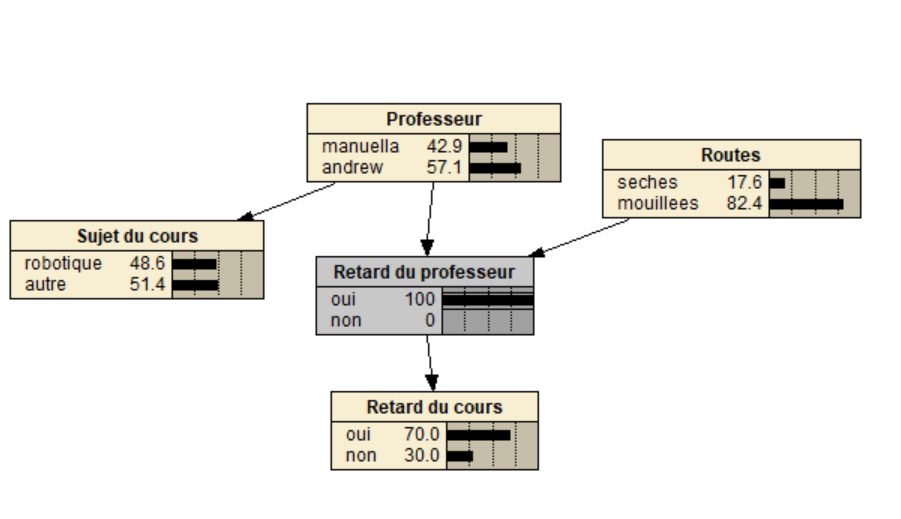 Professeur
manuella 42.9
andrew 57.1
Routes
seches 17.6
mouillees 82.4
Sujet du cours
robotique 48.6
autre 51.4
Retard du professeur
oui 100
non 0
Retard du cours
oui 70.0
non 30.0